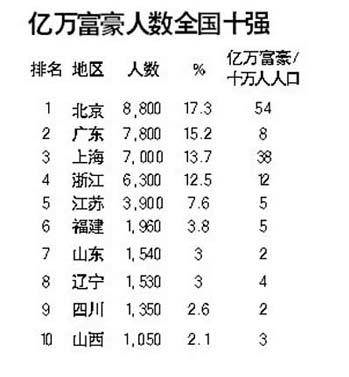 亿万富豪人数全国十强
排名 地区 人数 % 亿万富豪/十万人人口
1 北京 8,800 17.3 54
2 广东 7,800 15.2 8
3 上海 7,000 13.7 38
4 浙江 6,300 12.5 12
5 江苏 3,900 7.6 5
6 福建 1,960 3.8 5
7 山东 1,540 3 2
8 辽宁 1,530 3 4
9 四川 1,350 2.6 2
10 山西 1,050 2.1 3